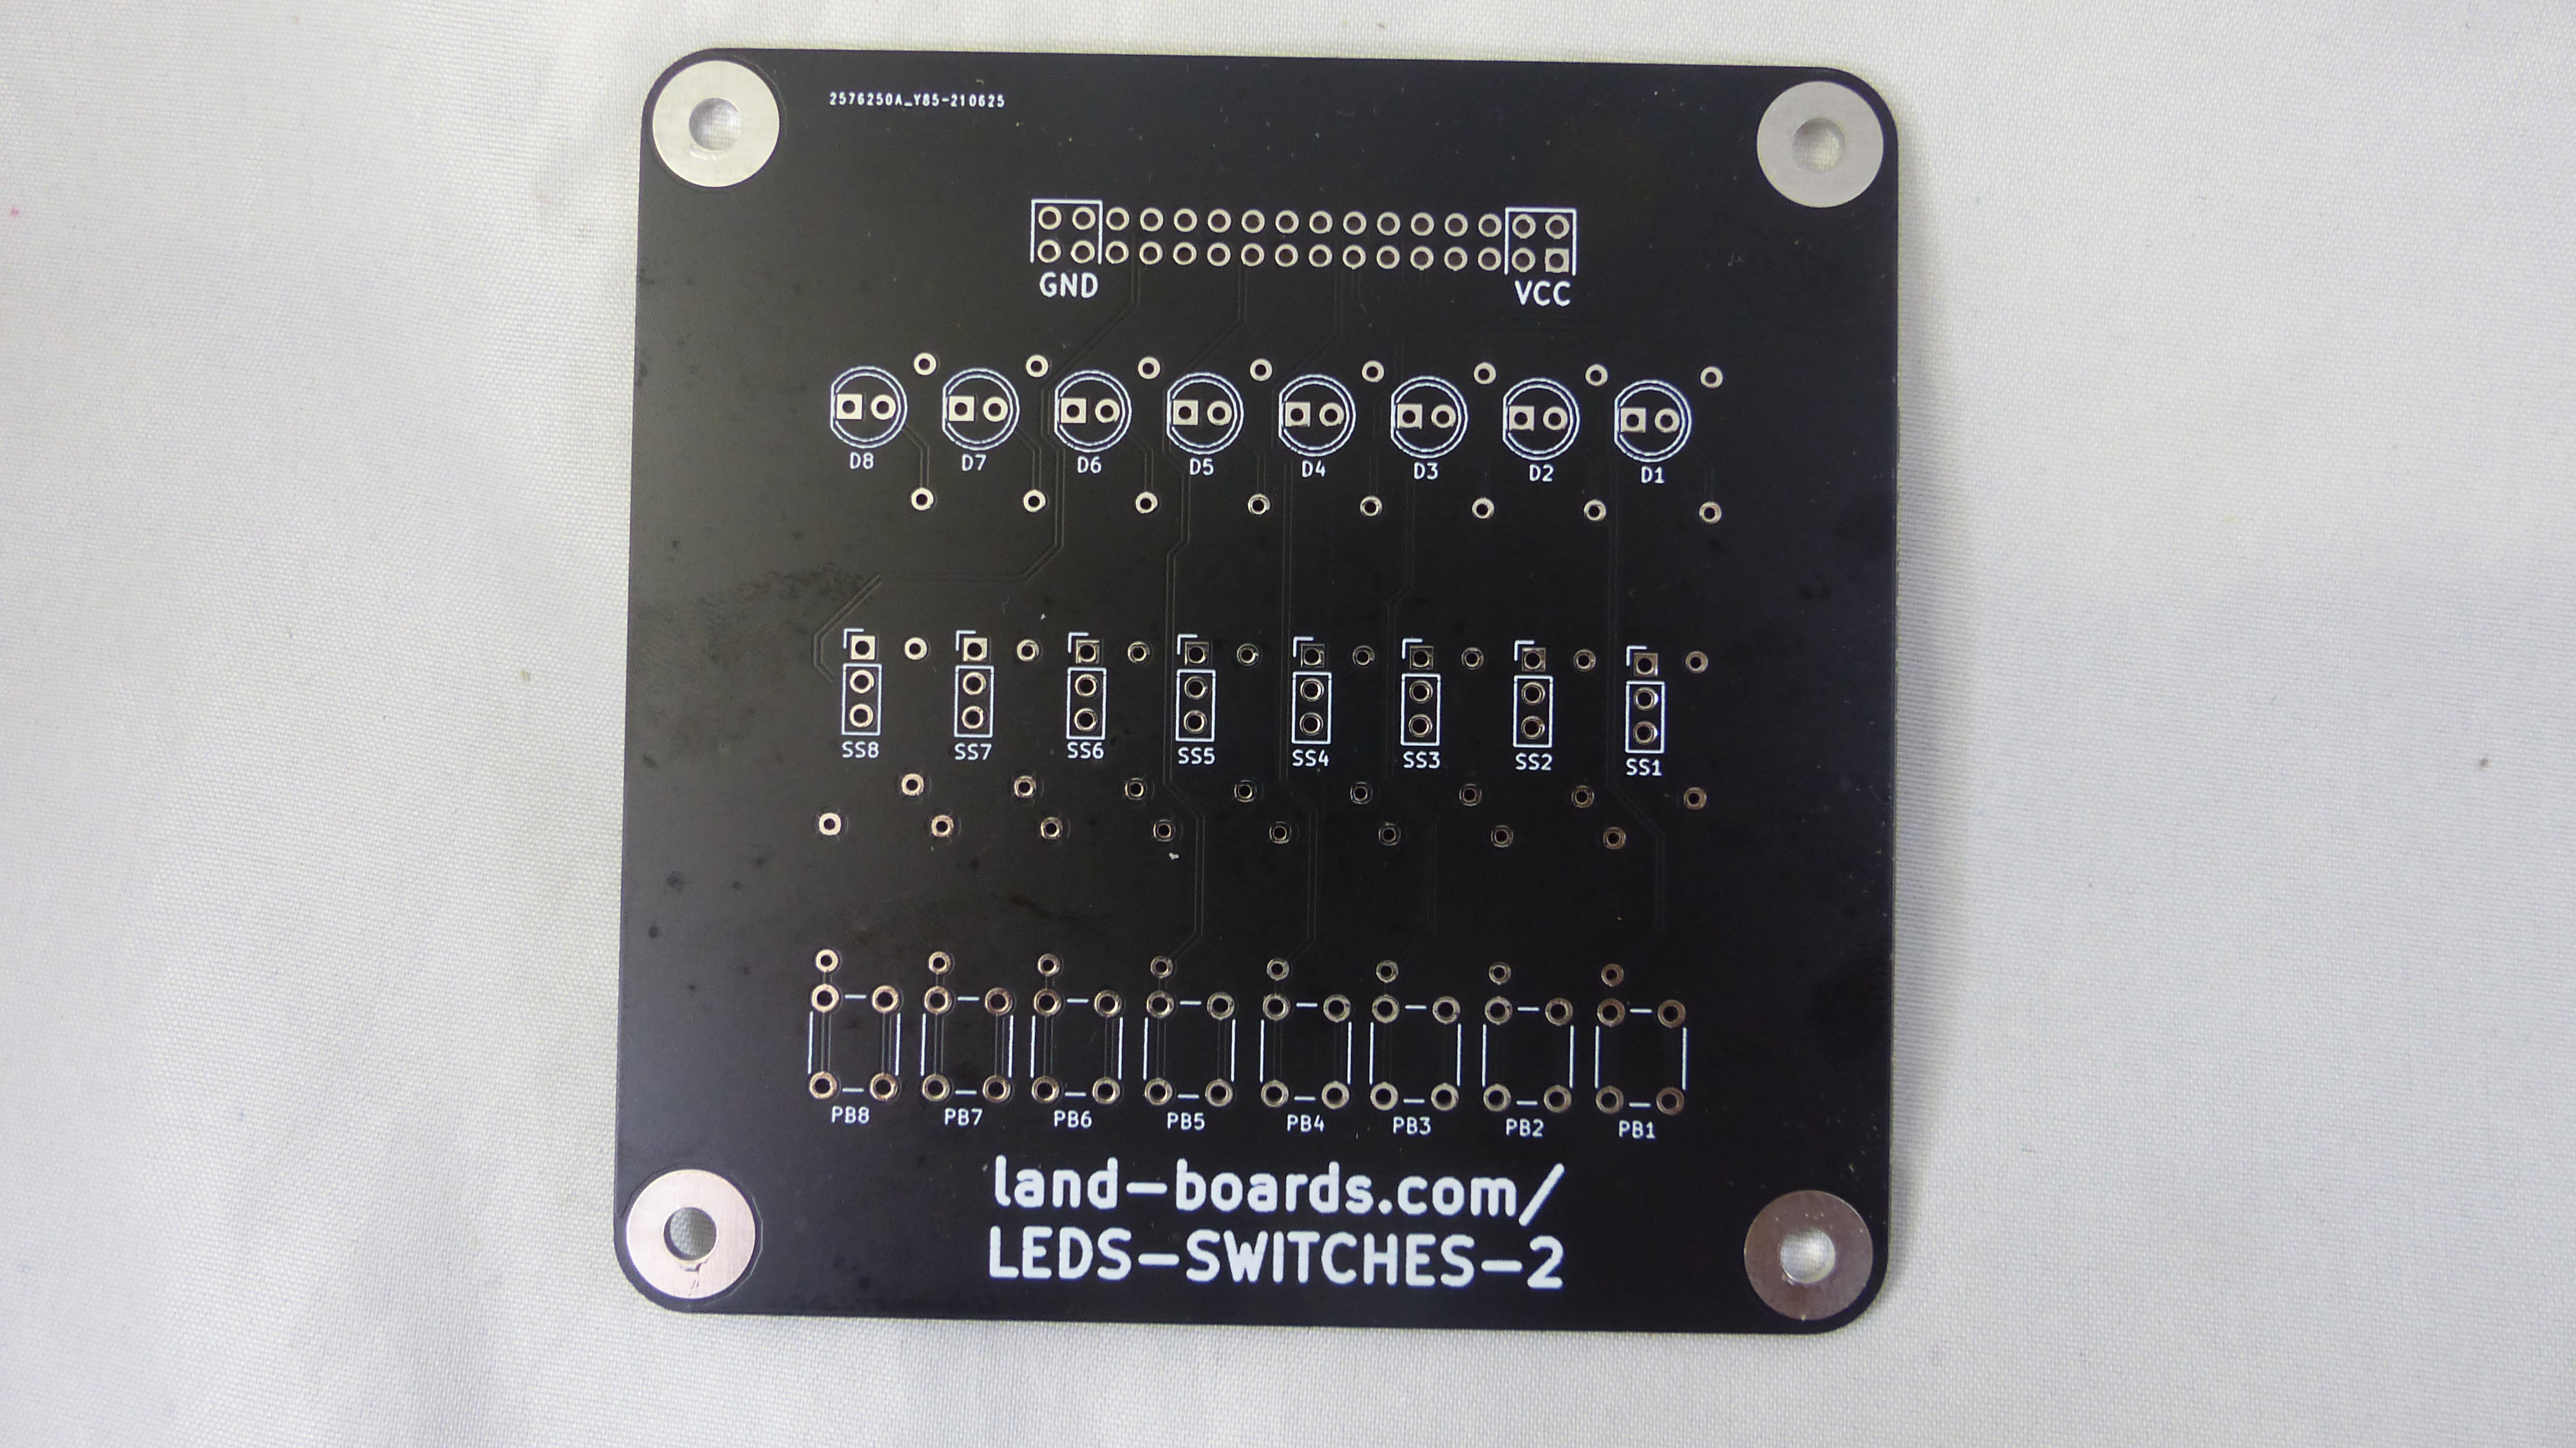 2576250A_Y85-210625
GND VCC
D8 D7 D6 D5 D4 D3 D2 D1
SS8 SS7 SS6 SS5 SS4 SS3 SS2 SS1
PB8 PB7 PB6 PB5 PB4 PB3 PB2 PB1
land-boards.com/
LEDS-SWITCHES-2